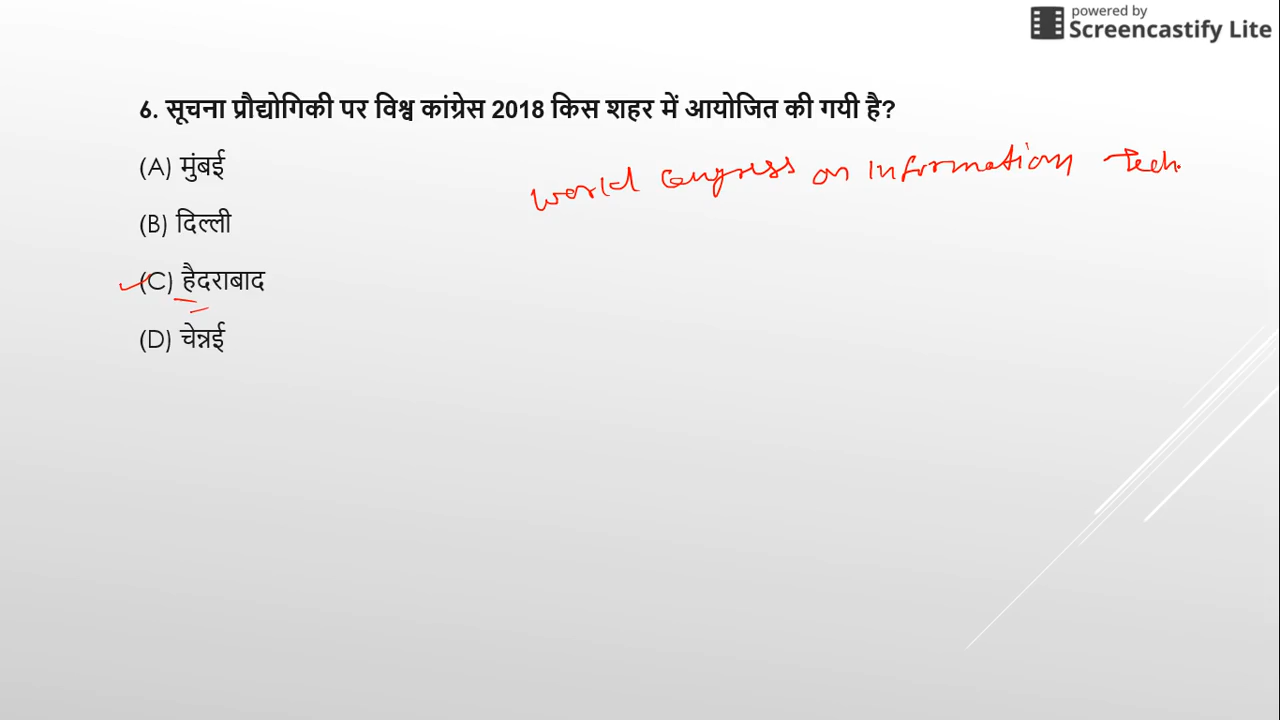 powered by
Screencastify Lite
6. सूचना प्रौद्योगिकी पर विश्व कांग्रेस 2018 किस शहर में आयोजित की गयी है?
(A) मुंबई
World Congress on Information Tech.
(B) दिल्ली
(C) हैदराबाद
(D) चेन्नई